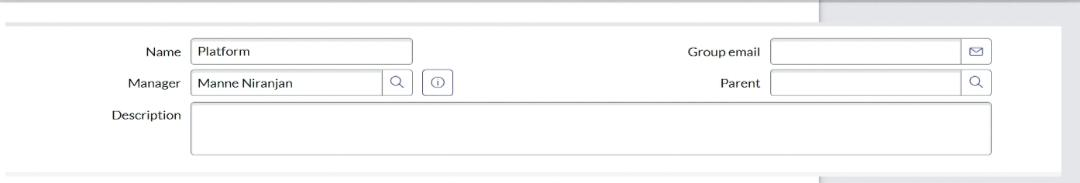 Name Platform Group email
Manager Manne Niranjan Parent
Description